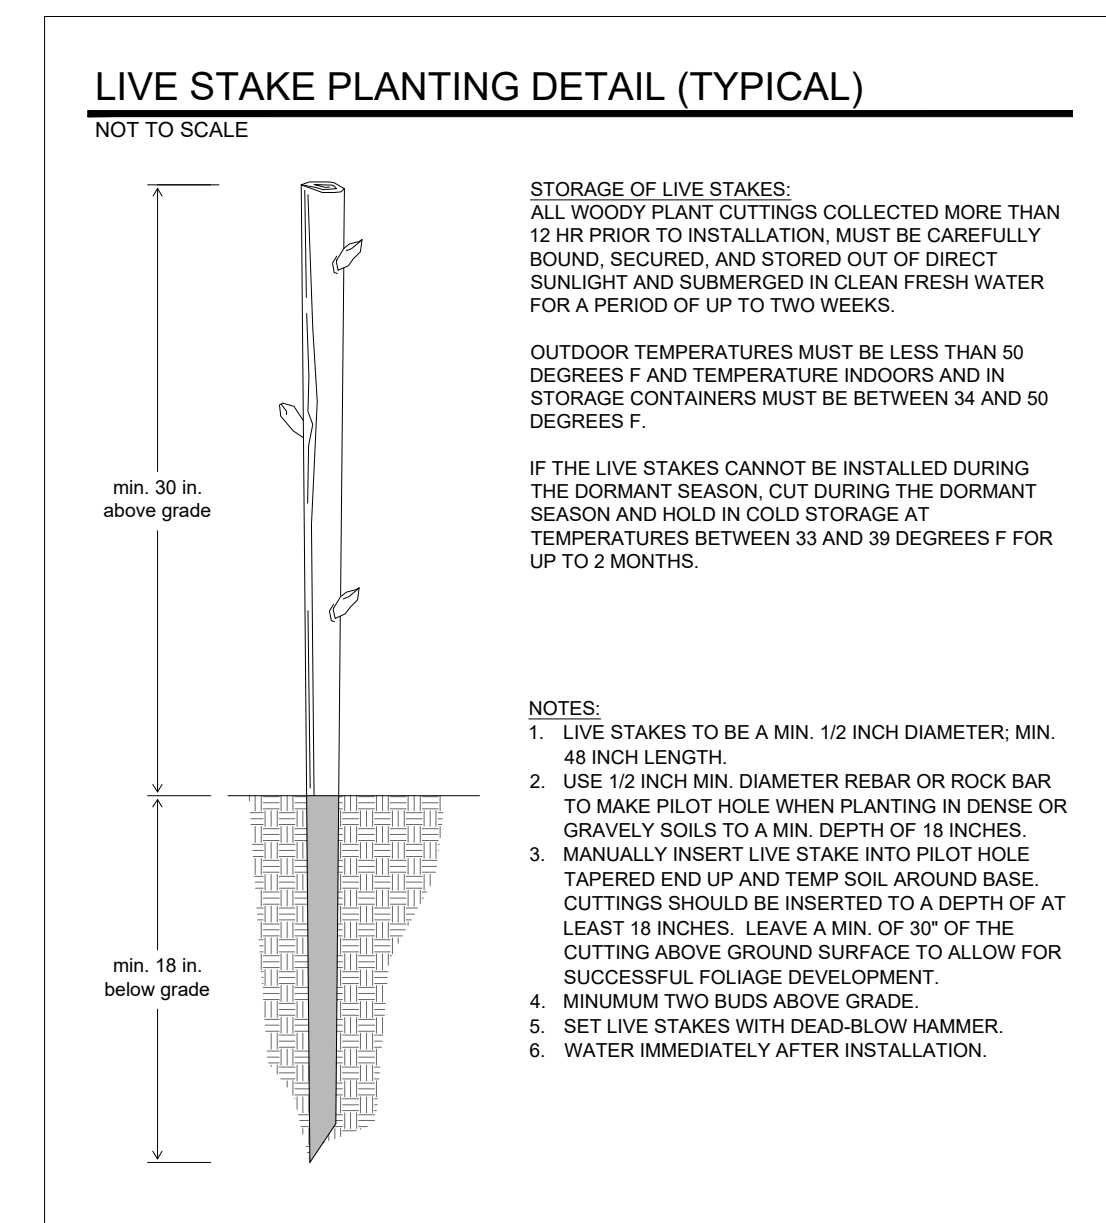 LIVE STAKE PLANTING DETAIL (TYPICAL)
NOT TO SCALE
min. 30 in.
above grade
min. 18 in.
below grade
STORAGE OF LIVE STAKES:
ALL WOODY PLANT CUTTINGS COLLECTED MORE THAN
12 HR PRIOR TO INSTALLATION, MUST BE CAREFULLY
BOUND, SECURED, AND STORED OUT OF DIRECT
SUNLIGHT AND SUBMERGED IN CLEAN FRESH WATER
FOR A PERIOD OF UP TO TWO WEEKS.
OUTDOOR TEMPERATURES MUST BE LESS THAN 50
DEGREES F AND TEMPERATURE INDOORS AND IN
STORAGE CONTAINERS MUST BE BETWEEN 34 AND 50
DEGREES F.
IF THE LIVE STAKES CANNOT BE INSTALLED DURING
THE DORMANT SEASON, CUT DURING THE DORMANT
SEASON AND HOLD IN COLD STORAGE AT
TEMPERATURES BETWEEN 33 AND 39 DEGREES F FOR
UP TO 2 MONTHS.
NOTES:
1. LIVE STAKES TO BE A MIN. 1/2 INCH DIAMETER; MIN.
48 INCH LENGTH.
2. USE 1/2 INCH MIN. DIAMETER REBAR OR ROCK BAR
TO MAKE PILOT HOLE WHEN PLANTING IN DENSE OR
GRAVELY SOILS TO A MIN. DEPTH OF 18 INCHES.
3. MANUALLY INSERT LIVE STAKE INTO PILOT HOLE
TAPERED END UP AND TEMP SOIL AROUND BASE.
CUTTINGS SHOULD BE INSERTED TO A DEPTH OF AT
LEAST 18 INCHES. LEAVE A MIN. OF 30" OF THE
CUTTING ABOVE GROUND SURFACE TO ALLOW FOR
SUCCESSFUL FOLIAGE DEVELOPMENT.
4. MINUMUM TWO BUDS ABOVE GRADE.
5. SET LIVE STAKES WITH DEAD-BLOW HAMMER.
6. WATER IMMEDIATELY AFTER INSTALLATION.